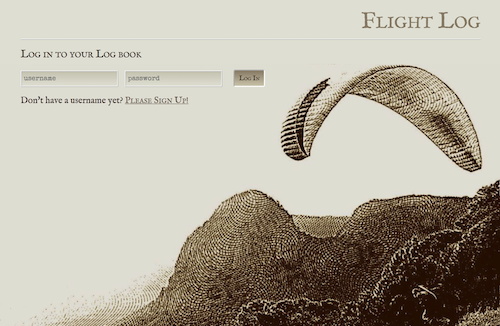 Flight Log
Log in to your Log book
username password Log In
Don't have a username yet? Please Sign Up!